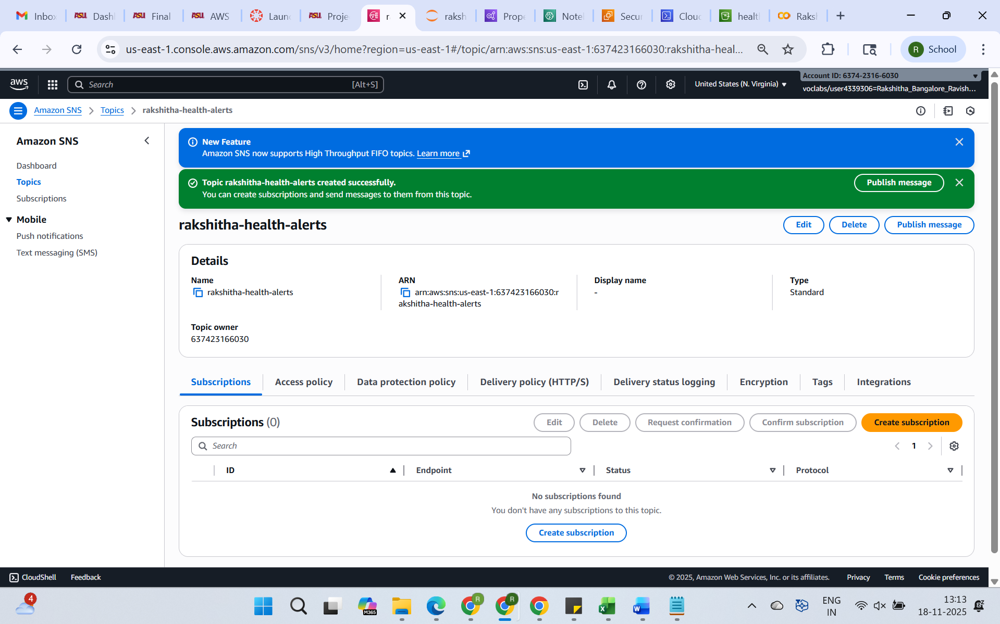 Inbox
Dash
Final
AWS
Laun
Proje
r
raksh
Prope
Note
Secur
Clou
healt
Raks
us-east-1.console.aws.amazon.com/sns/v3/home?region=us-east-1#/topic/arn:aws:sns:us-east-1:637423166030:rakshitha-heal...
R School
aws
Search [Alt+S]
United States (N. Virginia)
Account ID: 6374-2316-6030
voclabs/user4339306=Rakshitha_Bangalore_Ravish...
Amazon SNS > Topics > rakshitha-health-alerts
Amazon SNS
Dashboard
Topics
Subscriptions
Mobile
Push notifications
Text messaging (SMS)
New Feature
Amazon SNS now supports High Throughput FIFO topics. Learn more
Topic rakshitha-health-alerts created successfully.
You can create subscriptions and send messages to them from this topic.
Publish message
rakshitha-health-alerts
Edit Delete Publish message
Details
Name
rakshitha-health-alerts
ARN
arn:aws:sns:us-east-1:637423166030:r
akshitha-health-alerts
Display name
-
Type
Standard
Topic owner
637423166030
Subscriptions Access policy Data protection policy Delivery policy (HTTP/S) Delivery status logging Encryption Tags Integrations
Subscriptions (0)
Edit Delete Request confirmation Confirm subscription Create subscription
Search
1
ID Endpoint Status Protocol
No subscriptions found
You don't have any subscriptions to this topic.
Create subscription
CloudShell Feedback
© 2025, Amazon Web Services, Inc. or its affiliates. Privacy Terms Cookie preferences
4
M365
ENG
IN
13:13
18-11-2025